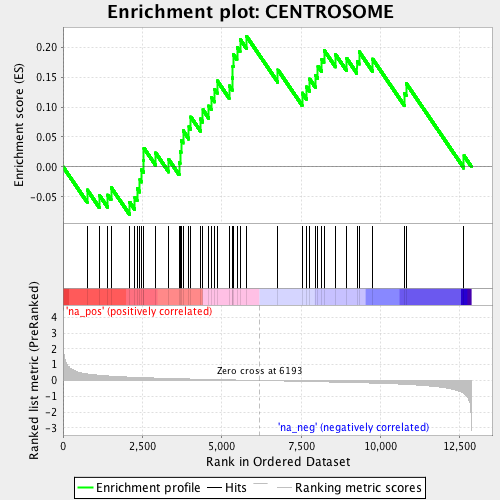 Enrichment plot: CENTROSOME
Enrichment score (ES)
0.20
0.15
0.10
0.05
0.00
-0.05
'na_pos' (positively correlated)
Ranked list metric (PreRanked)
4
3
2
1
0
-1
-2
-3
Zero cross at 6193
'na_neg' (negatively correlated)
0 2,500 5,000 7,500 10,000 12,500
Rank in Ordered Dataset
Enrichment profile Hits Ranking metric scores